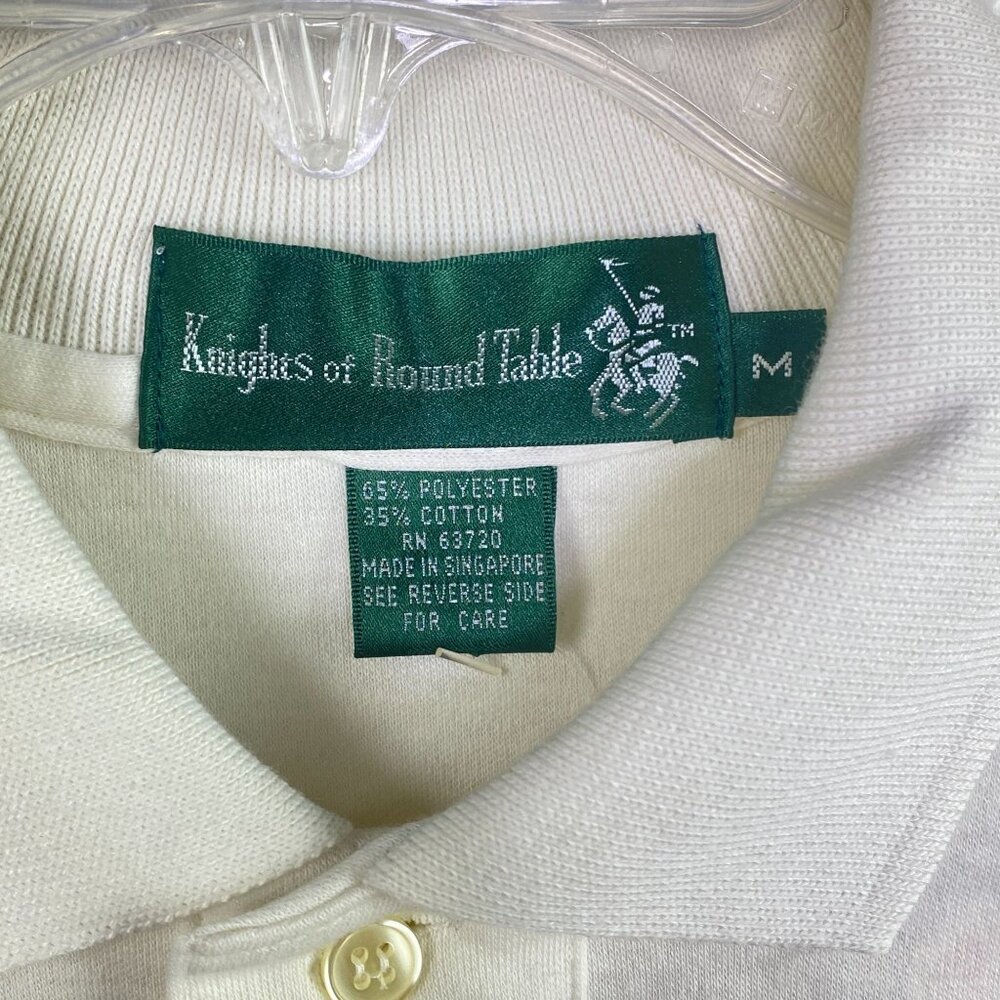 Knights of Round Table TM
M
65% POLYESTER
35% COTTON
RN 63720
MADE IN SINGAPORE
SEE REVERSE SIDE
FOR CARE